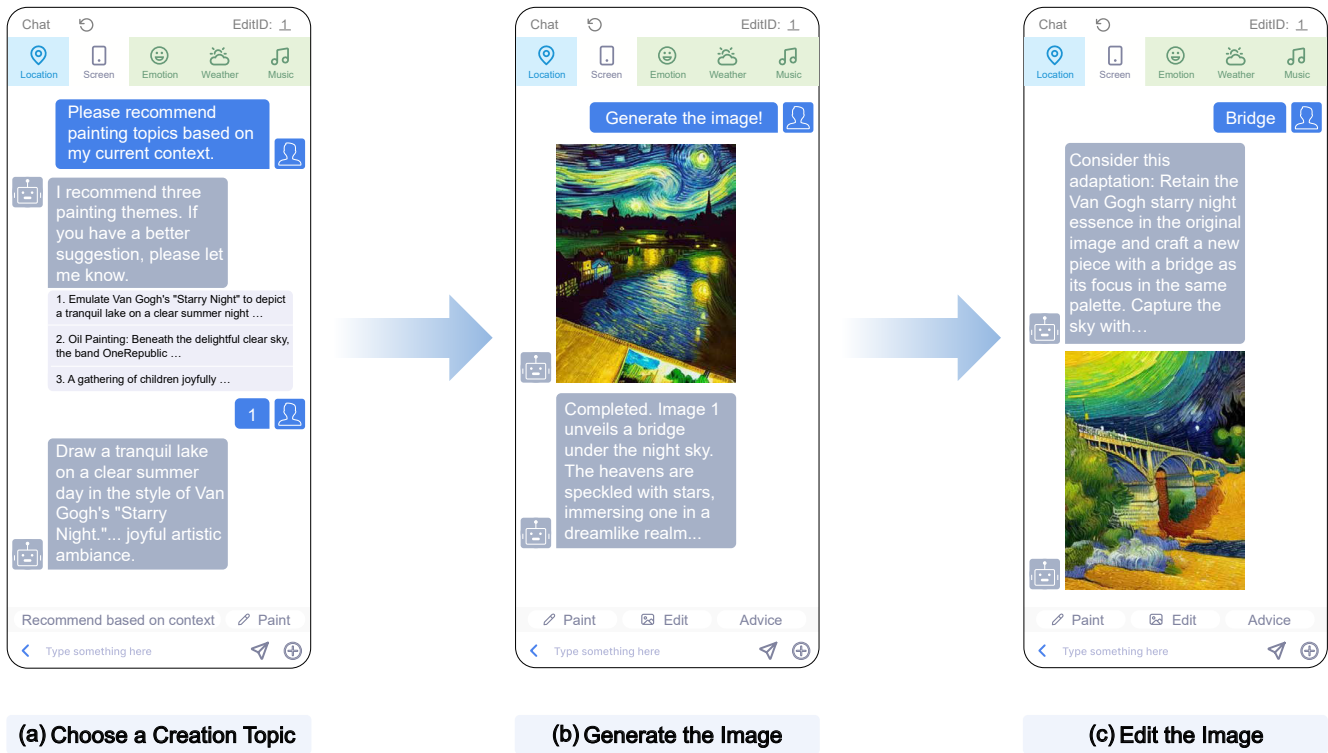 Chat
EditID: 1
Location
Screen
Emotion
Weather
Music
Please recommend
painting topics based on
my current context.
I recommend three
painting themes. If
you have a better
suggestion, please let
me know.
1. Emulate Van Gogh's "Starry Night" to depict
a tranquil lake on a clear summer night ...
2. Oil Painting: Beneath the delightful clear sky,
the band OneRepublic ...
3. A gathering of children joyfully ...
1
Draw a tranquil lake
on a clear summer
day in the style of Van
Gogh's "Starry
Night."... joyful artistic
ambiance.
Recommend based on context
Paint
Type something here
(a) Choose a Creation Topic
Chat
EditID: 1
Location
Screen
Emotion
Weather
Music
Generate the image!
Completed. Image 1
unveils a bridge
under the night sky.
The heavens are
speckled with stars,
immersing one in a
dreamlike realm...
Paint
Edit
Advice
Type something here
(b) Generate the Image
Chat
EditID: 1
Location
Screen
Emotion
Weather
Music
Bridge
Consider this
adaptation: Retain the
Van Gogh starry night
essence in the original
image and craft a new
piece with a bridge as
its focus in the same
palette. Capture the
sky with…
Paint
Edit
Advice
Type something here
(c) Edit the Image